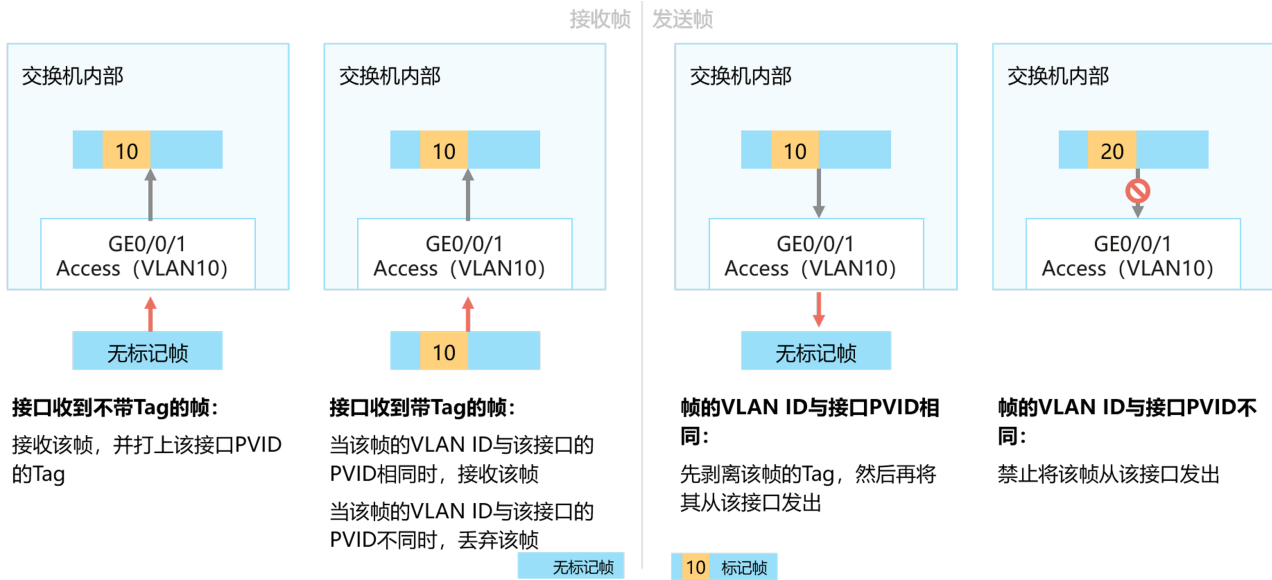 接收帧
发送帧
交换机内部
10
GE0/0/1
Access（VLAN10）
无标记帧
接口收到不带Tag的帧：
接收该帧，并打上该接口PVID
的Tag
交换机内部
10
GE0/0/1
Access（VLAN10）
10
接口收到带Tag的帧：
当该帧的VLAN ID与该接口的
PVID相同时，接收该帧
当该帧的VLAN ID与该接口的
PVID不同时，丢弃该帧
交换机内部
10
GE0/0/1
Access（VLAN10）
无标记帧
帧的VLAN ID与接口PVID相
同：
先剥离该帧的Tag，然后再将
其从该接口发出
交换机内部
20
GE0/0/1
Access（VLAN10）
帧的VLAN ID与接口PVID不
同：
禁止将该帧从该接口发出
无标记帧
10 标记帧